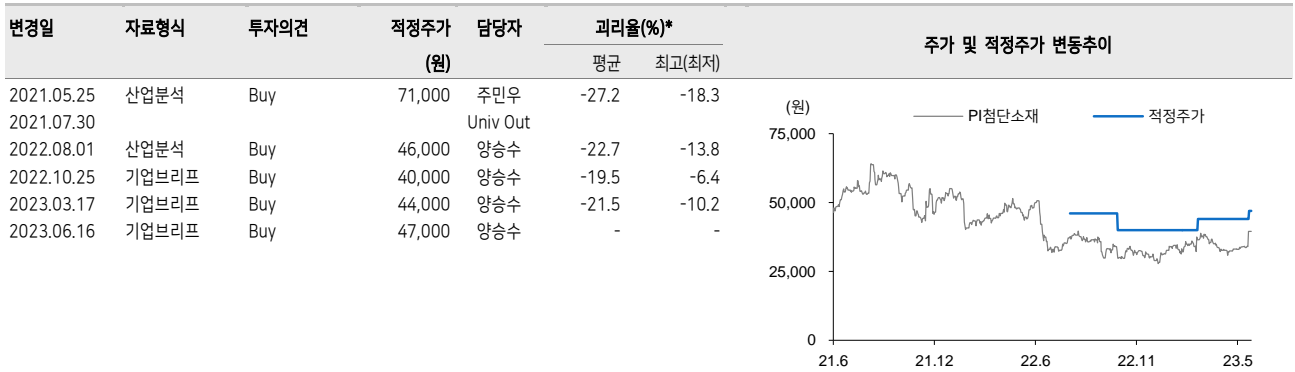 변경일 자료형식 투자의견 적정주가 담당자 괴리율(%)*
(원) 평균 최고(최저)
2021.05.25 산업분석 Buy 71,000 주민우 -27.2 -18.3
2021.07.30 Univ Out
2022.08.01 산업분석 Buy 46,000 양승수 -22.7 -13.8
2022.10.25 기업브리프 Buy 40,000 양승수 -19.5 -6.4
2023.03.17 기업브리프 Buy 44,000 양승수 -21.5 -10.2
2023.06.16 기업브리프 Buy 47,000 양승수 - -
주가 및 적정주가 변동추이
(원)
PI첨단소재 적정주가
75,000
50,000
25,000
0
21.6 21.12 22.6 22.11 23.5